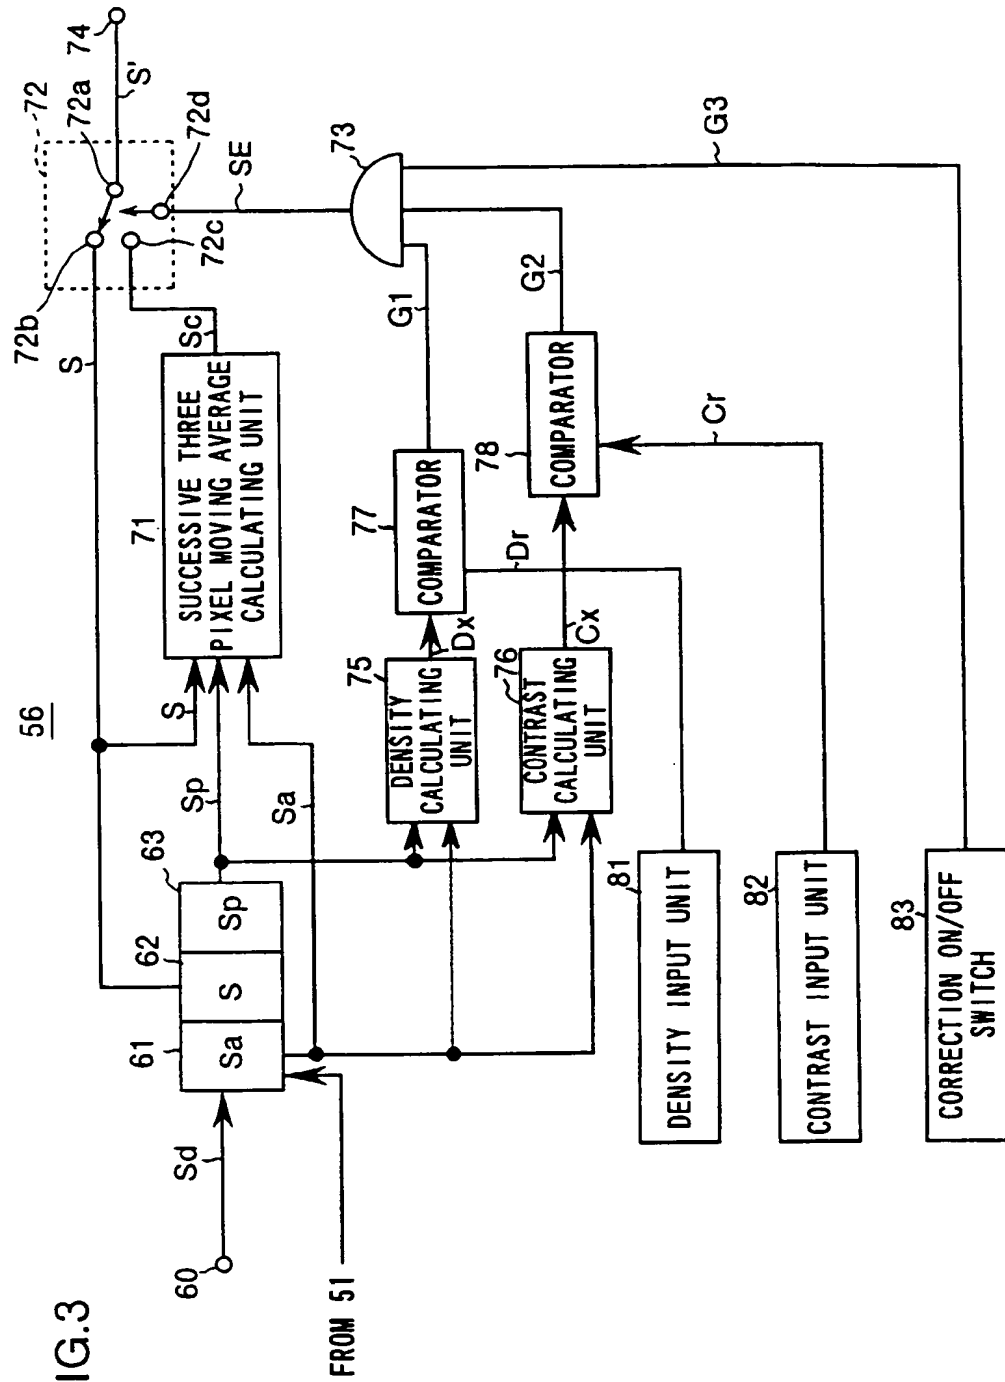 IG.3
56
60
Sd
FROM 51
61
62
63
Sa
S
Sp
S
Sp
Sa
S
71
SUCCESSIVE THREE
PIXEL MOVING AVERAGE
CALCULATING UNIT
Sc
72
72a
72b
72c
72d
S'
74
SE
73
75
DENSITY
CALCULATING
UNIT
Dx
77
COMPARATOR
G1
76
CONTRAST
CALCULATING
UNIT
Cx
78
COMPARATOR
G2
Dr
Cr
G3
81
DENSITY INPUT UNIT
82
CONTRAST INPUT UNIT
83
CORRECTION ON/OFF
SWITCH